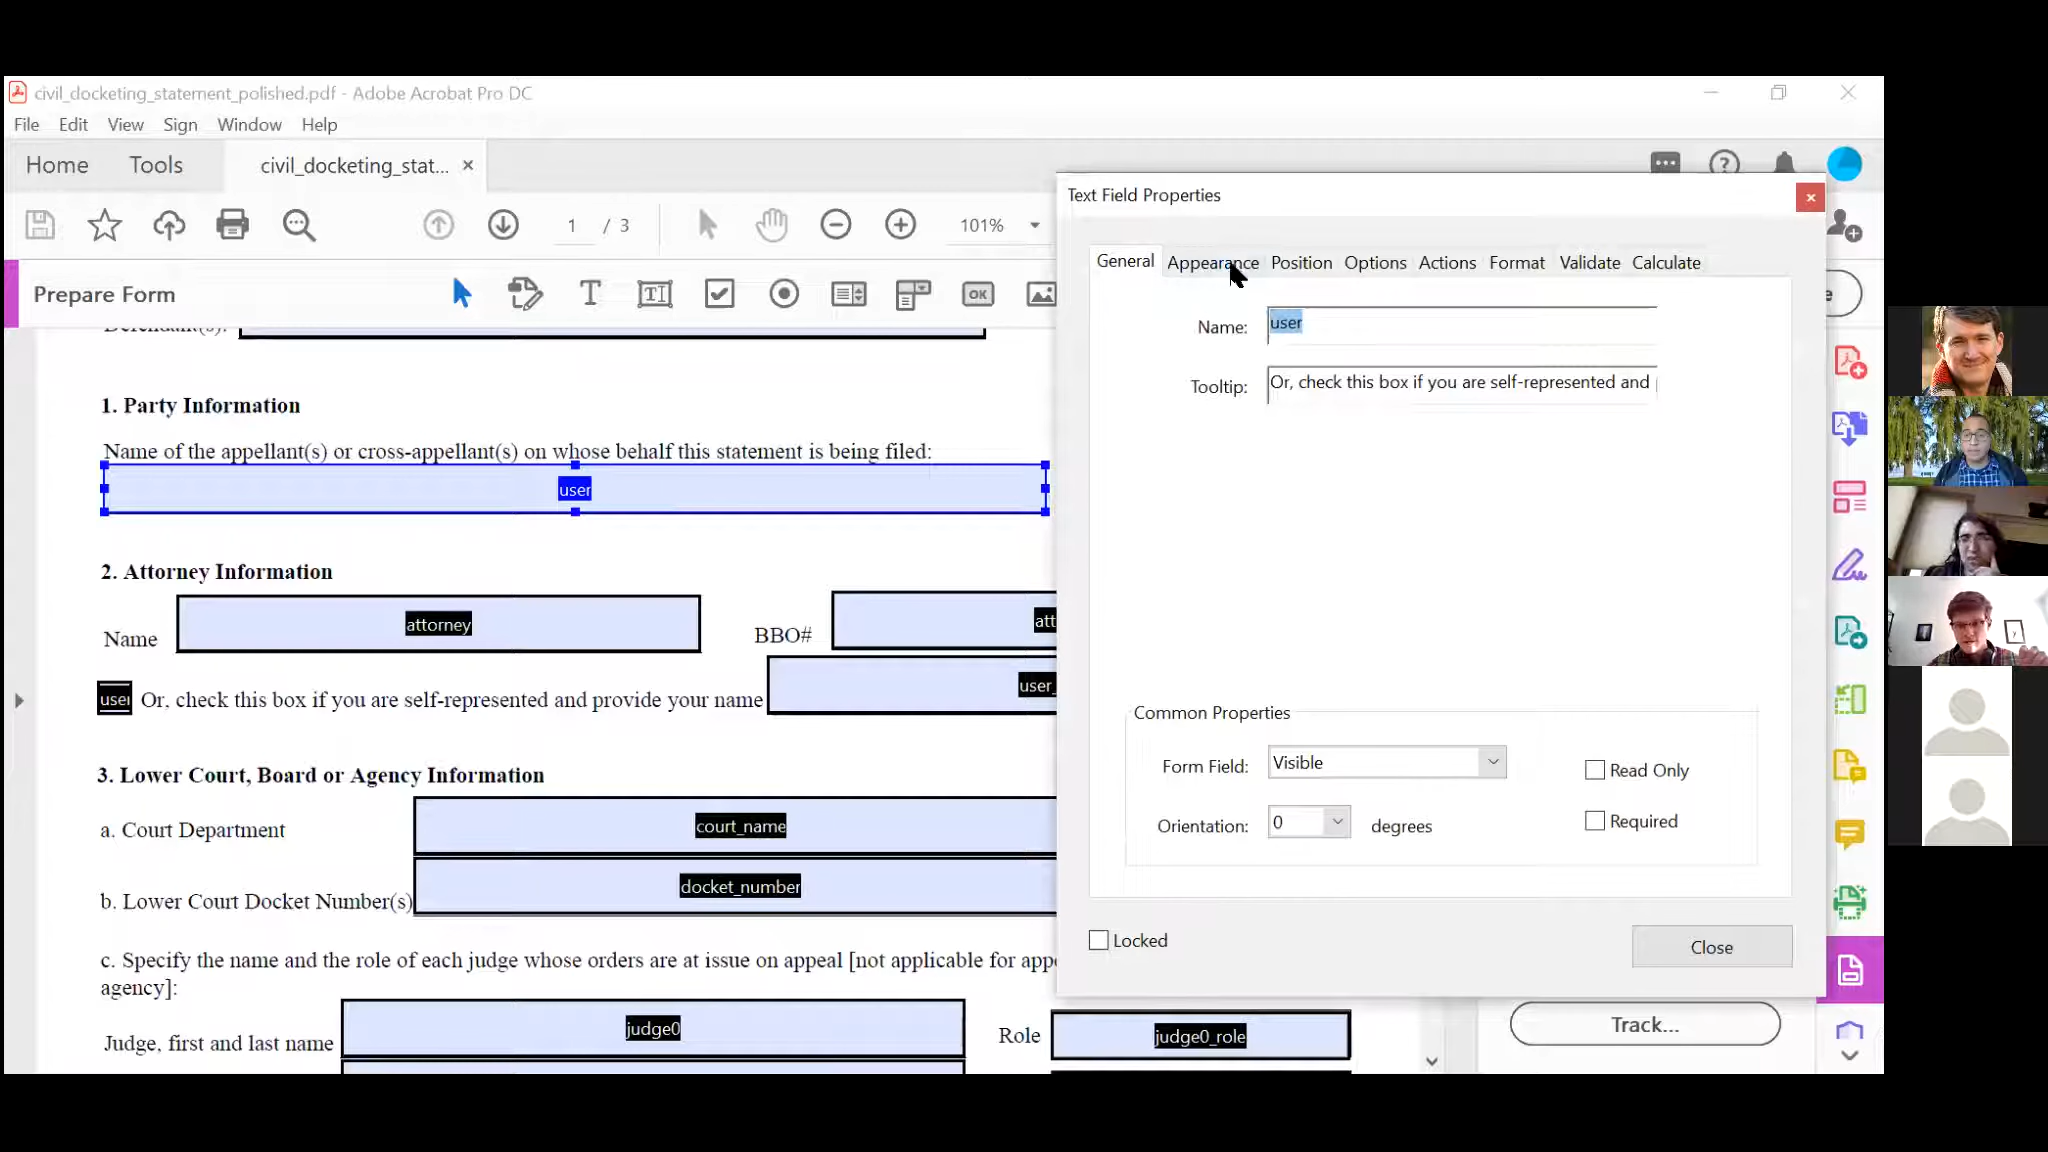 civil_docketing_statement_polished.pdf - Adobe Acrobat Pro DC
File Edit View Sign Window Help
Home Tools civil_docketing_stat... ×
1 / 3 101%
Prepare Form
OK
Defendant(s):
1. Party Information
Name of the appellant(s) or cross-appellant(s) on whose behalf this statement is being filed:
user
2. Attorney Information
Name attorney BBO# att
user Or, check this box if you are self-represented and provide your name user_
3. Lower Court, Board or Agency Information
a. Court Department court_name
b. Lower Court Docket Number(s) docket_number
c. Specify the name and the role of each judge whose orders are at issue on appeal [not applicable for appe
agency]:
Judge, first and last name judge0 Role judge0_role
Text Field Properties
General Appearance Position Options Actions Format Validate Calculate
Name: user
Tooltip: Or, check this box if you are self-represented and
Common Properties
Form Field: Visible Read Only
Orientation: 0 degrees Required
Locked Close
Track...